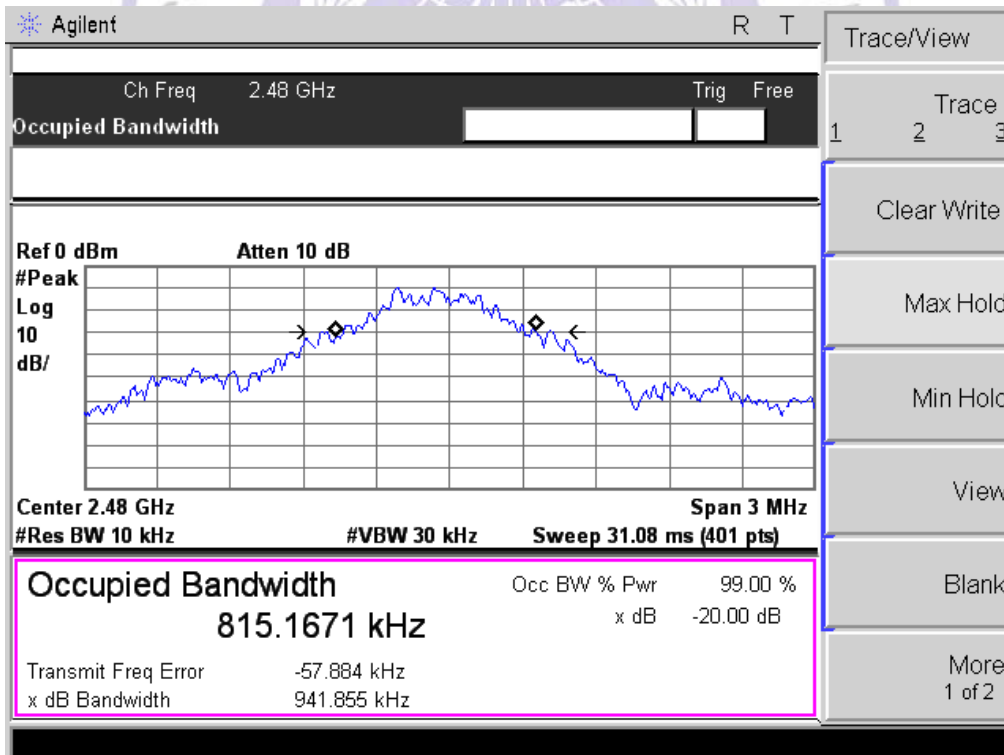 Agilent R T
Ch Freq 2.48 GHz Trig Free
Occupied Bandwidth
Ref 0 dBm Atten 10 dB
#Peak
Log
10
dB/
Center 2.48 GHz Span 3 MHz
#Res BW 10 kHz #VBW 30 kHz Sweep 31.08 ms (401 pts)
Occupied Bandwidth Occ BW % Pwr 99.00 %
815.1671 kHz x dB -20.00 dB
Transmit Freq Error -57.884 kHz
x dB Bandwidth 941.855 kHz
Trace/View
Trace
1 2 3
Clear Write
Max Hold
Min Hold
View
Blank
More
1 of 2